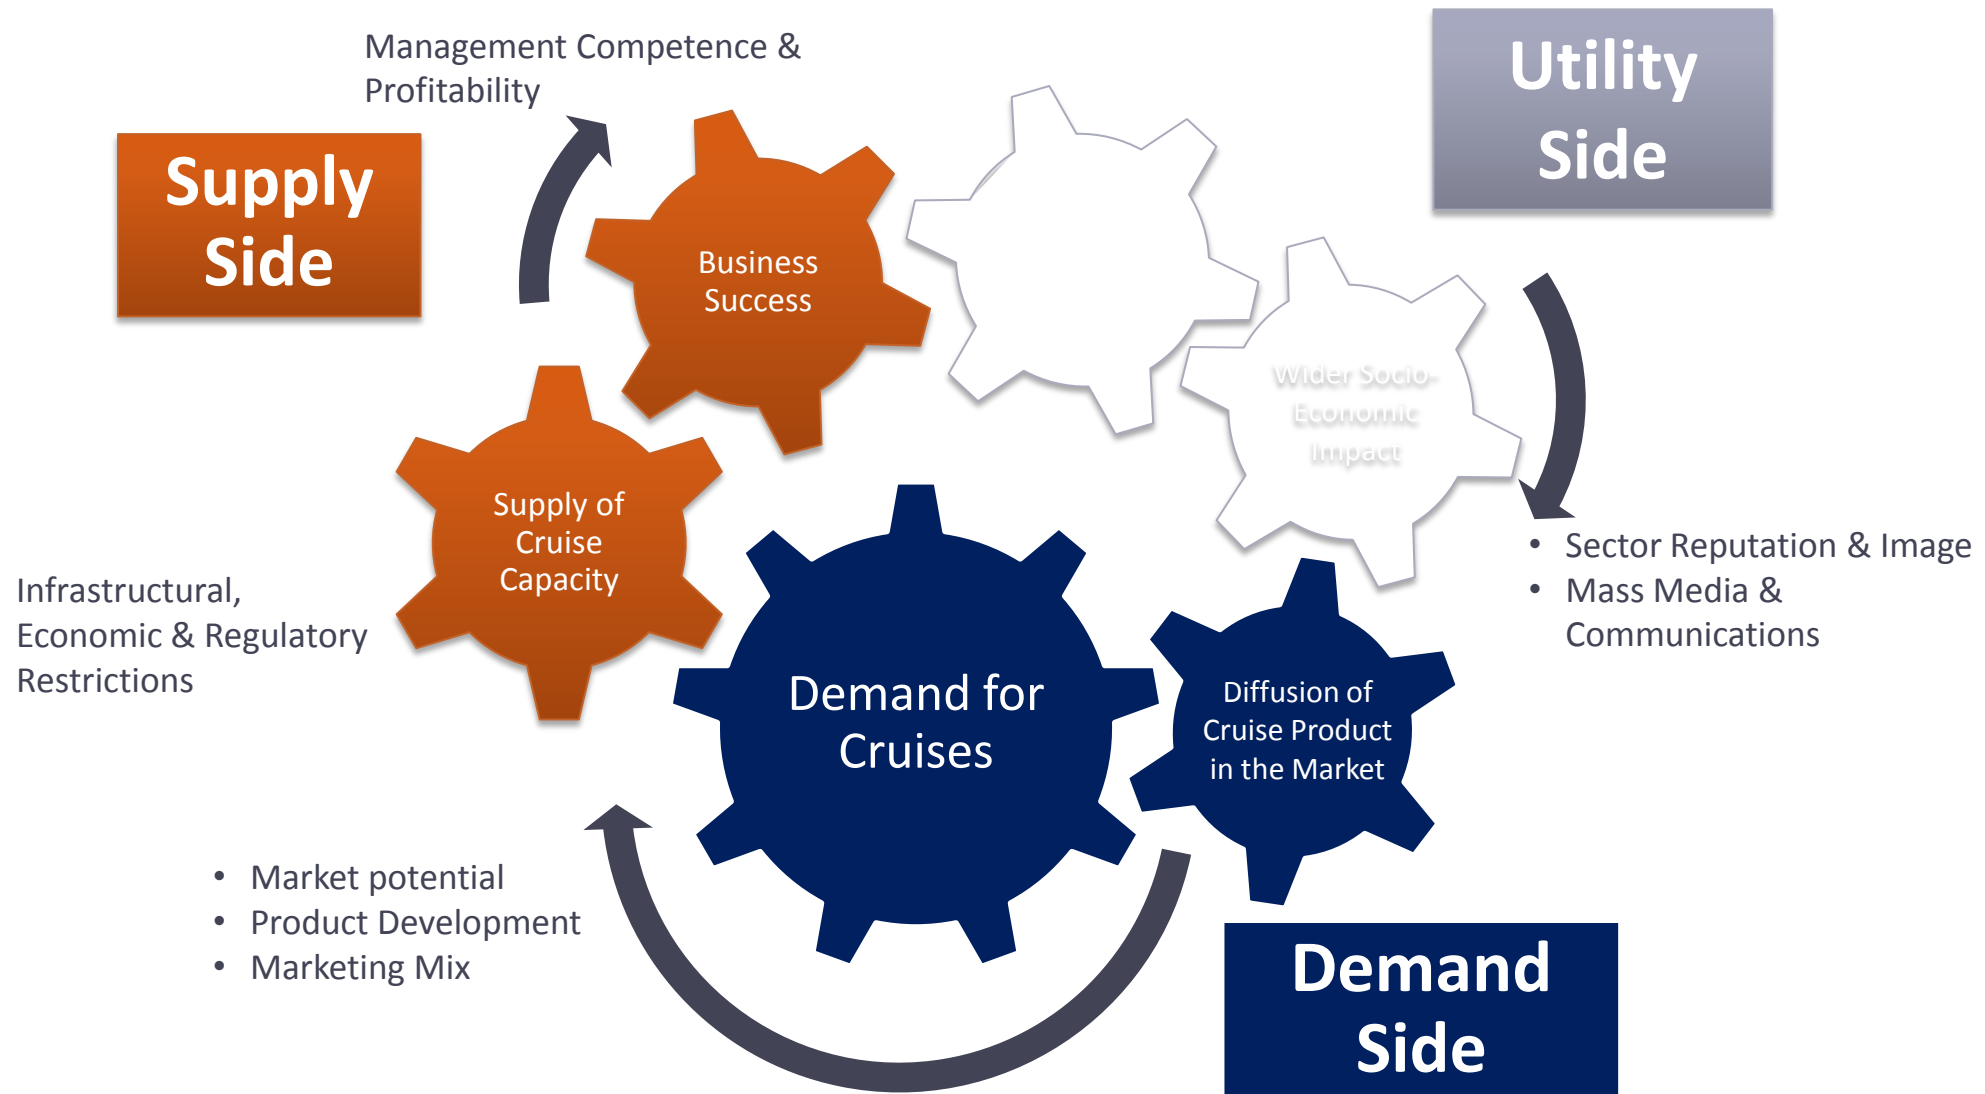 Management Competence &
Profitability
Utility
Side
Supply
Side
Business
Success
Wider Socio-
Economic
Impact
Supply of
Cruise
Capacity
Infrastructural,
Economic & Regulatory
Restrictions
• Sector Reputation & Image
• Mass Media &
Communications
Demand for
Cruises
Diffusion of
Cruise Product
in the Market
• Market potential
• Product Development
• Marketing Mix
Demand
Side